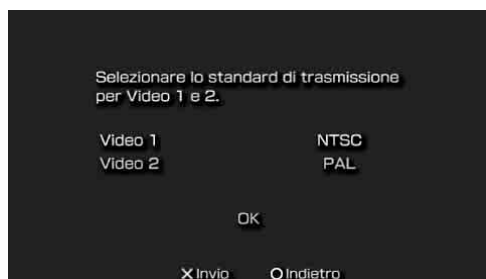 Selezionare lo standard di trasmissione
per Video 1 e 2.
Video 1 NTSC
Video 2 PAL
OK
X Invio O Indietro